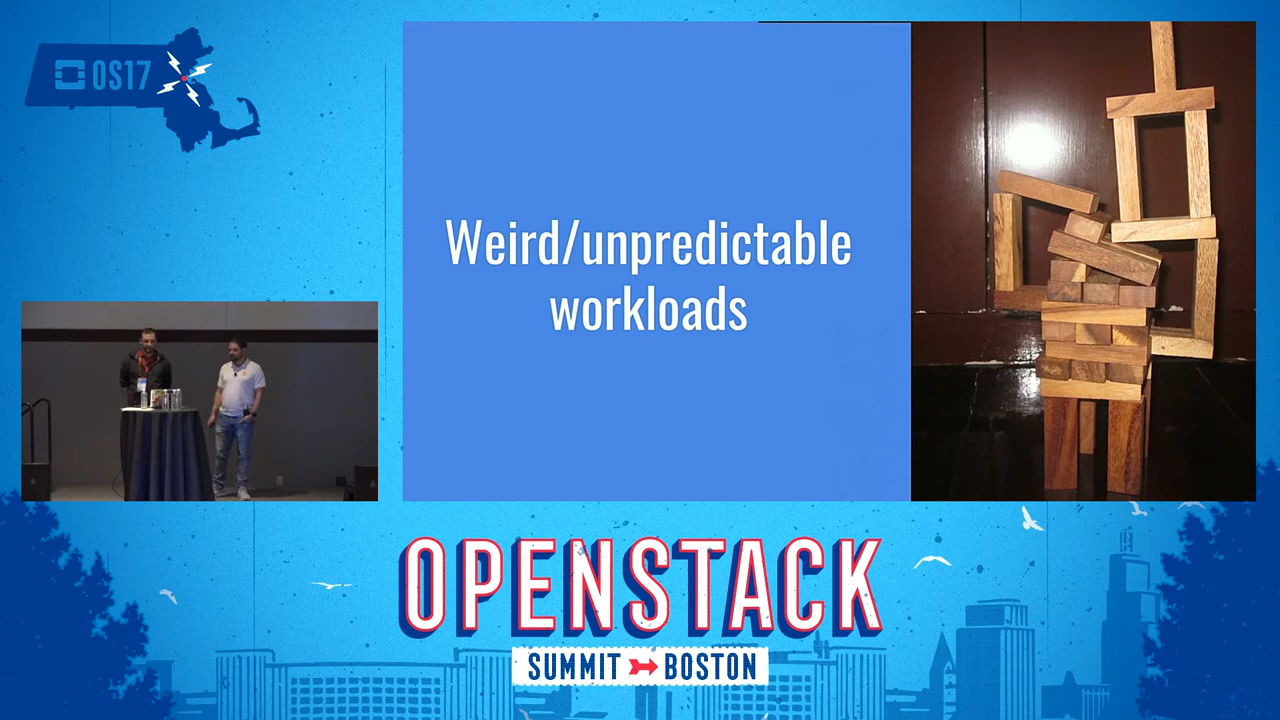 OS17
Weird/unpredictable
workloads
OPENSTACK
SUMMIT BOSTON